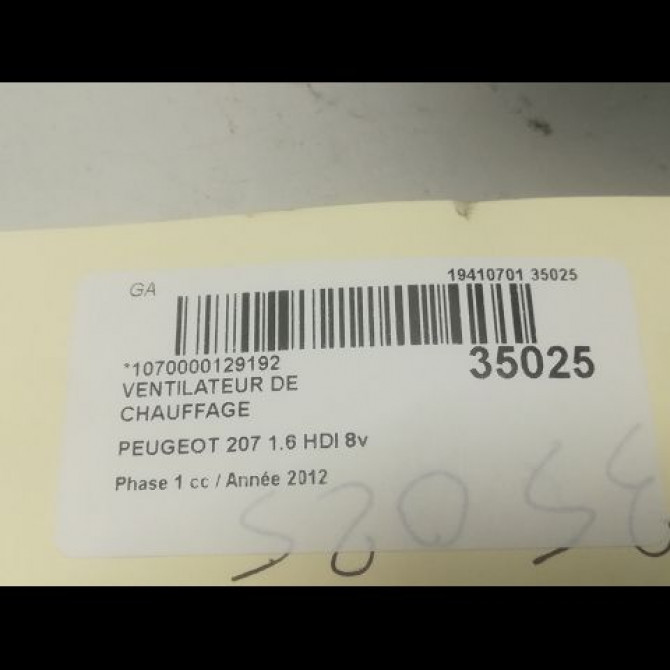 GA
19410701 35025
*1070000129192
35025
VENTILATEUR DE
CHAUFFAGE
PEUGEOT 207 1.6 HDI 8v
Phase 1 cc / Année 2012